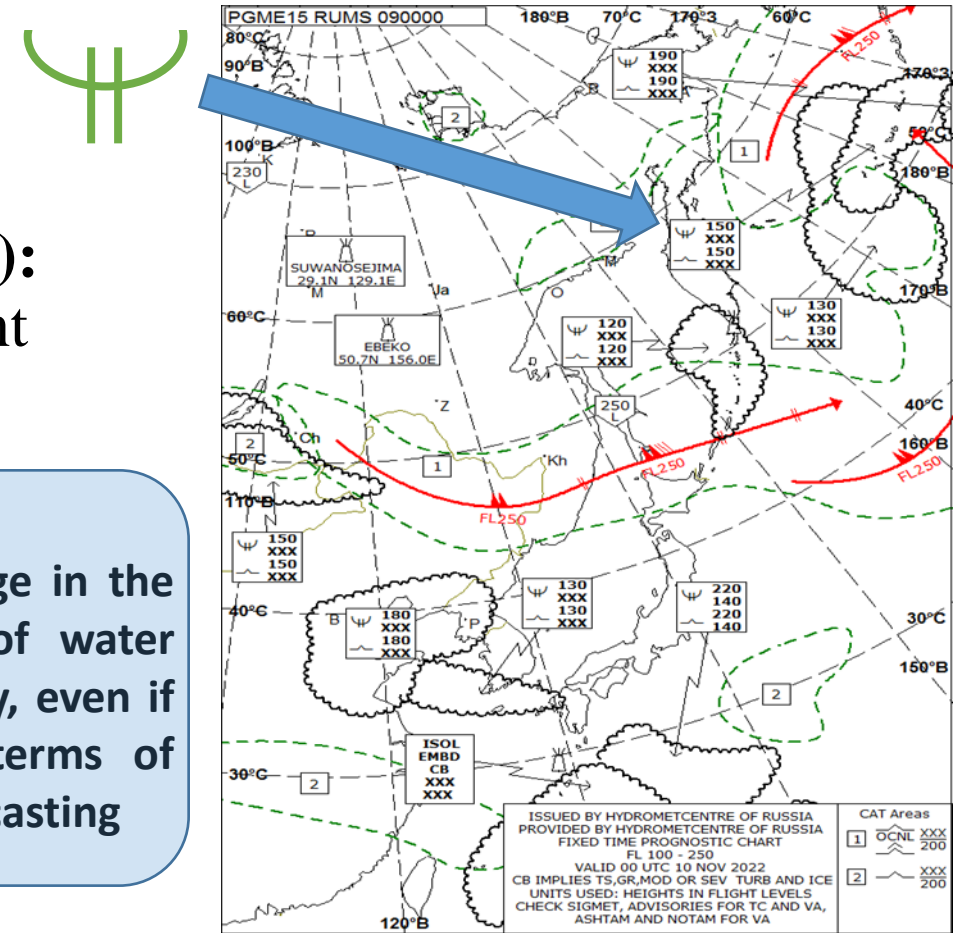 PGME15 RUMS 090000
180°В 70°С 170°З 60°С
80°С
90°В
FL250
170°З
190
XXX
190
XXX
В
2
А
1
50°С
100°В
К
180°В
230
L
):
150
XXX
150
XXX
SUWANOSEJIMA
29.1N 129.1E
М
М
Ja
О
170°В
nt
60°С
120
XXX
120
XXX
130
XXX
130
XXX
EBEKO
50.7N 156.0E
Z
250
L
40°С
2
Ch
160°В
50°С
1
Kh
FL250
FL250
110°В
FL250
ge in the
of water
y, even if
terms of
casting
150
XXX
150
XXX
130
XXX
130
XXX
220
140
220
140
40°С
В
180
XXX
180
XXX
Р
30°С
150°В
2
ISOL
EMBD
CB
XXX
XXX
30°С
2
ISSUED BY HYDROMETCENTRE OF RUSSIA
PROVIDED BY HYDROMETCENTRE OF RUSSIA
FIXED TIME PROGNOSTIC CHART
FL 100 - 250
VALID 00 UTC 10 NOV 2022
CB IMPLIES TS,GR,MOD OR SEV TURB AND ICE
UNITS USED: HEIGHTS IN FLIGHT LEVELS
CHECK SIGMET, ADVISORIES FOR TC AND VA,
ASHTAM AND NOTAM FOR VA
CAT Areas
1 OCNL XXX
200
2 XXX
200
120°В